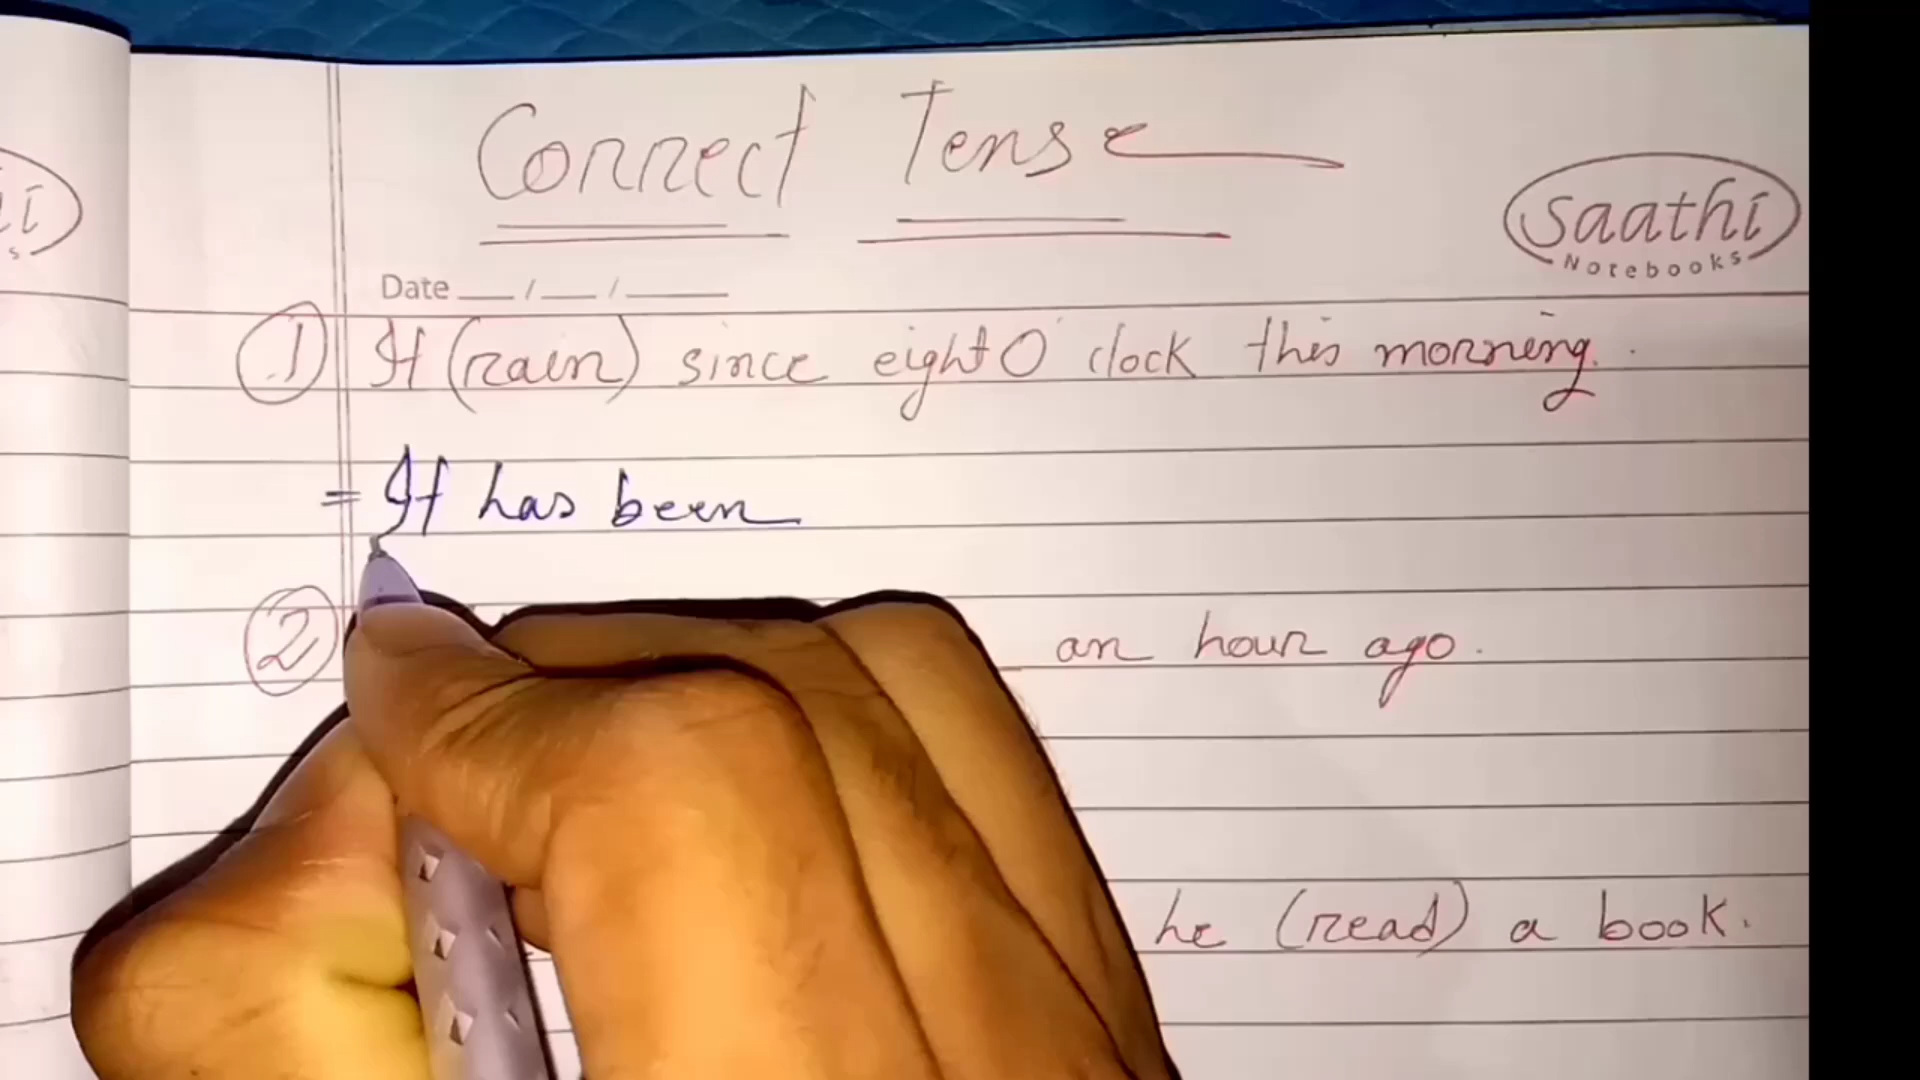 Correct Tense
saathi
Notebooks
Date __ / __ / ____
1 It (rain) since eight O' clock this morning.
= It has been
2 an hour ago.
he (read) a book.